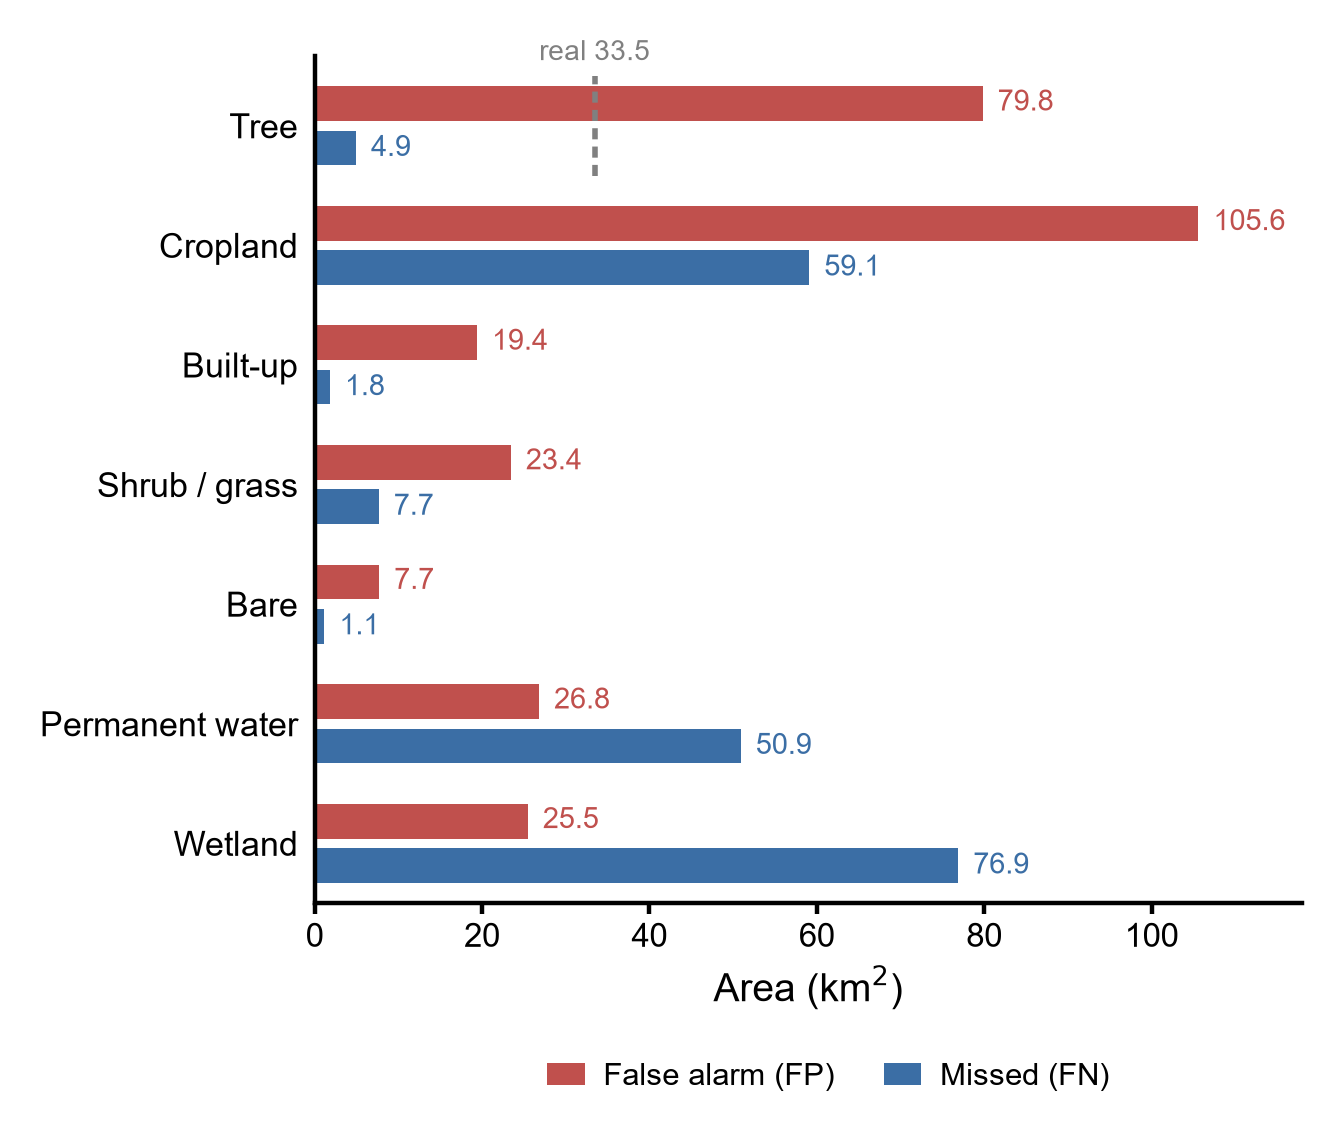 real 33.5
Tree
79.8
4.9
Cropland
105.6
59.1
Built-up
19.4
1.8
Shrub / grass
23.4
7.7
Bare
7.7
1.1
Permanent water
26.8
50.9
Wetland
25.5
76.9
0 20 40 60 80 100
Area (km²)
False alarm (FP) Missed (FN)